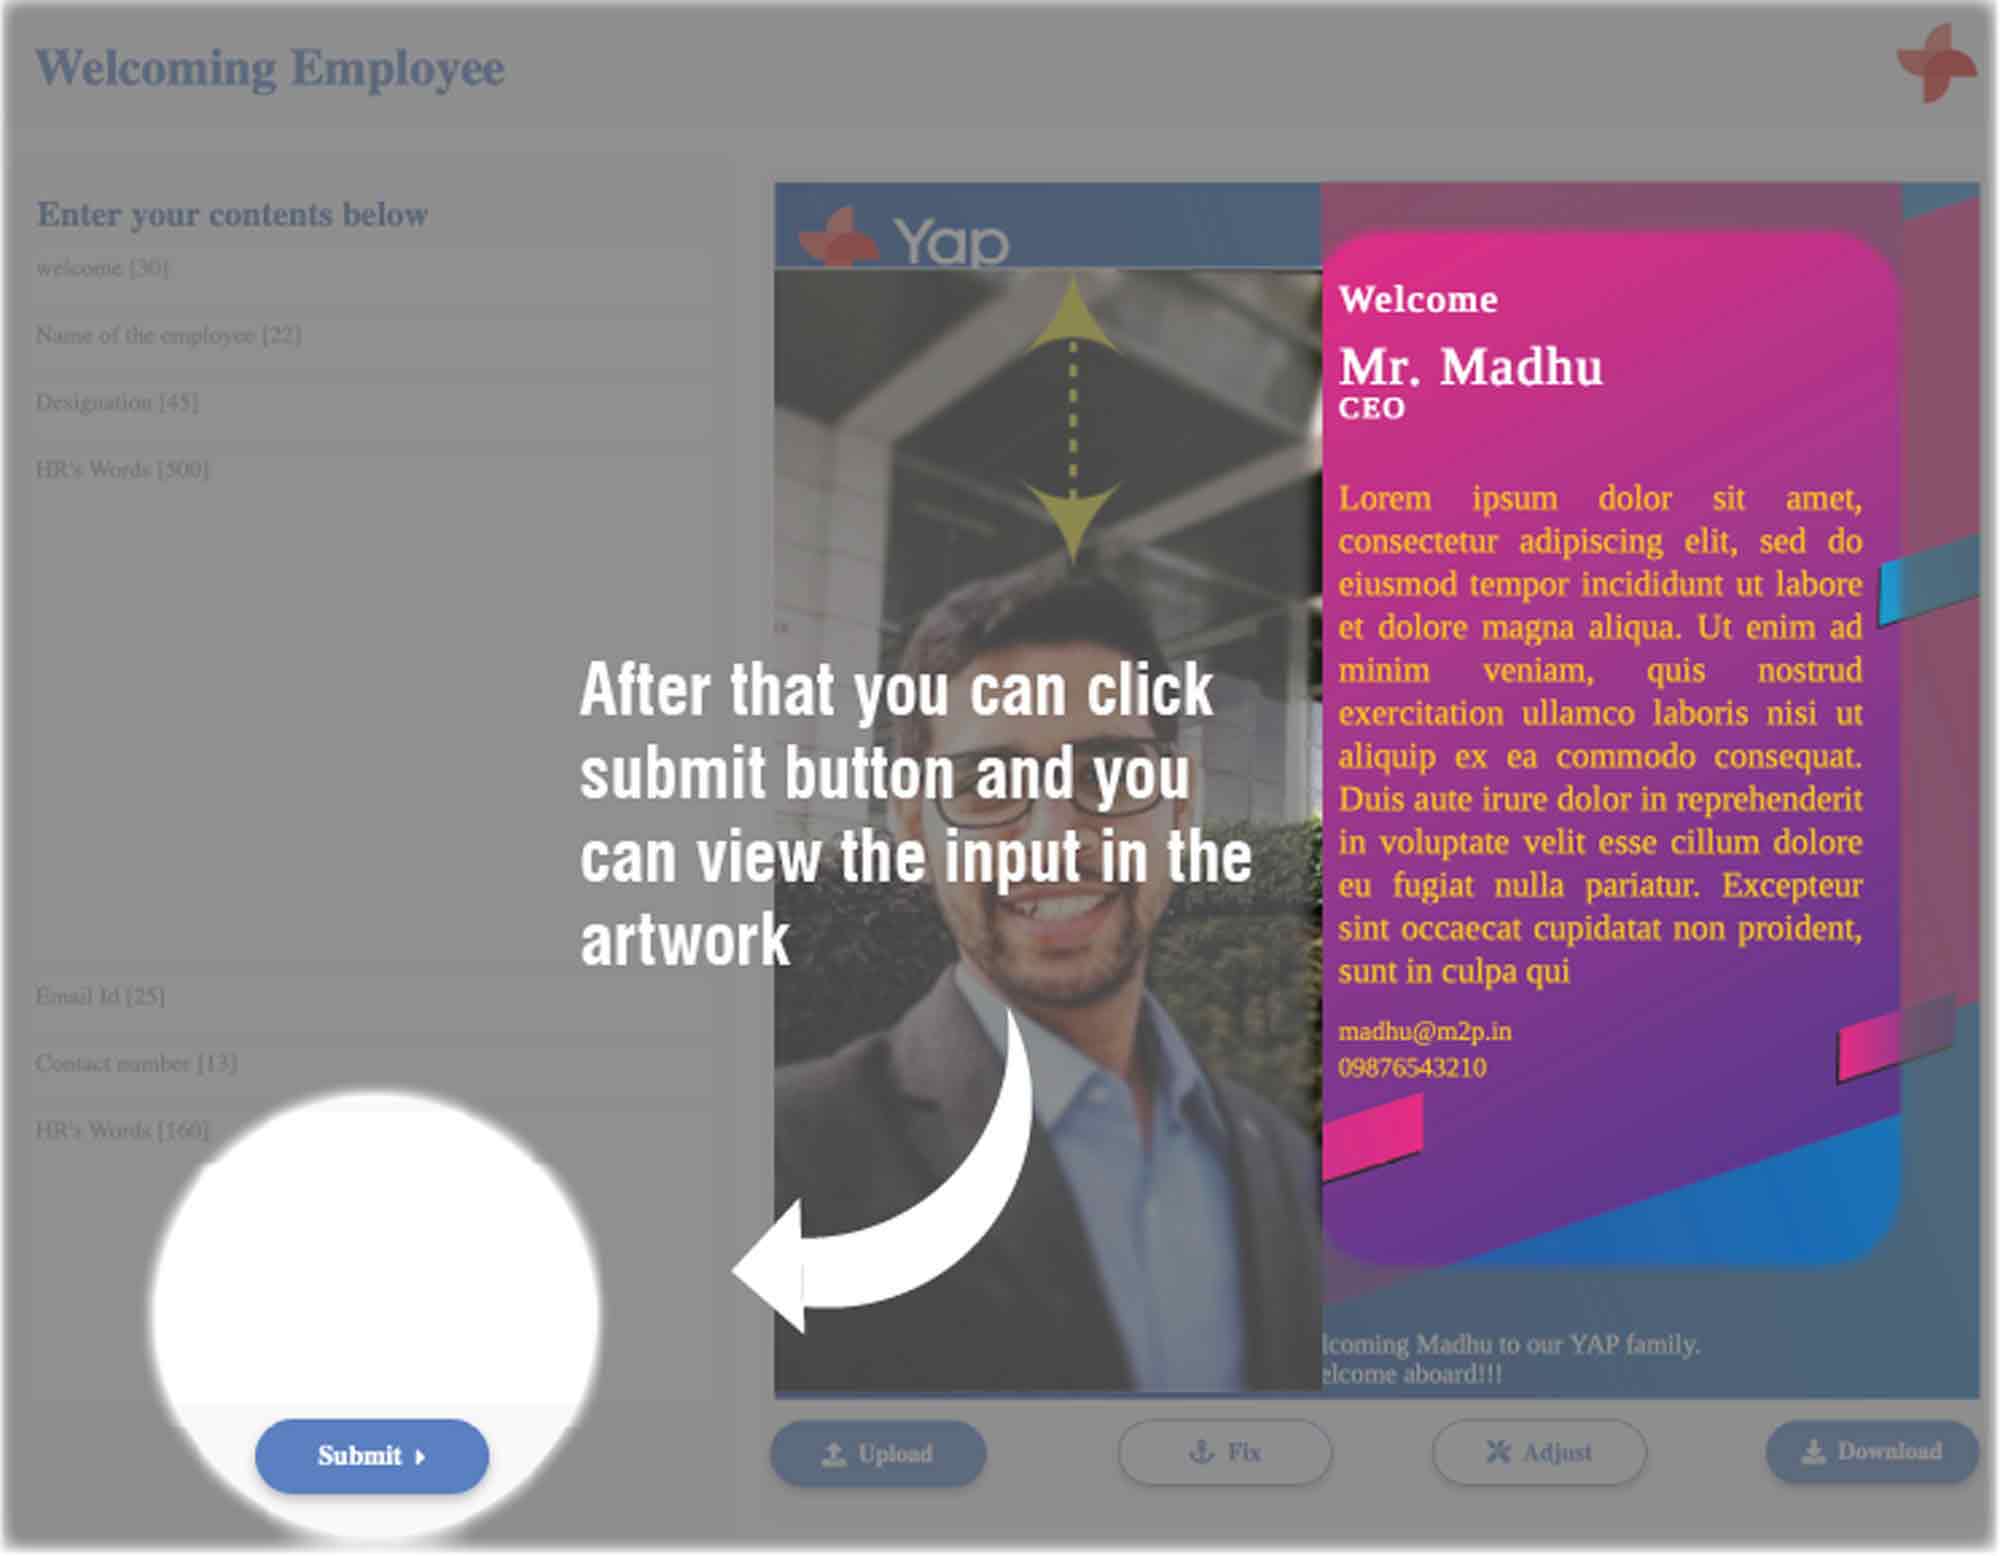 Welcoming Employee
Enter your contents below
welcome [30]
Name of the employee [22]
Designation [45]
HR's Words [500]
Email Id [25]
Contact number [13]
HR's Words [160]
Submit
Yap
After that you can click
submit button and you
can view the input in the
artwork
Welcome
Mr. Madhu
CEO
Lorem ipsum dolor sit amet,
consectetur adipiscing elit, sed do
eiusmod tempor incididunt ut labore
et dolore magna aliqua. Ut enim ad
minim veniam, quis nostrud
exercitation ullamco laboris nisi ut
aliquip ex ea commodo consequat.
Duis aute irure dolor in reprehenderit
in voluptate velit esse cillum dolore
eu fugiat nulla pariatur. Excepteur
sint occaecat cupidatat non proident,
sunt in culpa qui
madhu@m2p.in
09876543210
lcoming Madhu to our YAP family.
elcome aboard!!!
Upload
Fix
Adjust
Download